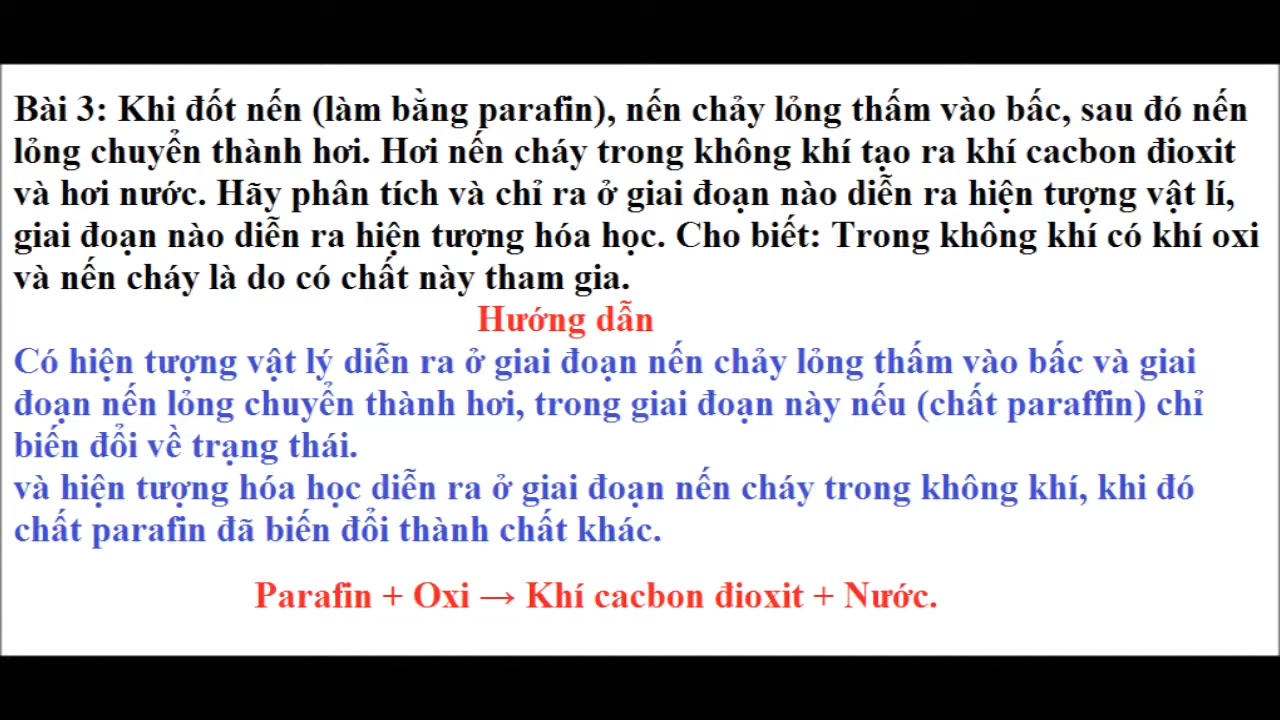 Bài 3: Khi đốt nến (làm bằng parafin), nến chảy lỏng thấm vào bấc, sau đó nến
lỏng chuyển thành hơi. Hơi nến cháy trong không khí tạo ra khí cacbon đioxit
và hơi nước. Hãy phân tích và chỉ ra ở giai đoạn nào diễn ra hiện tượng vật lí,
giai đoạn nào diễn ra hiện tượng hóa học. Cho biết: Trong không khí có khí oxi
và nến cháy là do có chất này tham gia.
Hướng dẫn
Có hiện tượng vật lý diễn ra ở giai đoạn nến chảy lỏng thấm vào bấc và giai
đoạn nến lỏng chuyển thành hơi, trong giai đoạn này nếu (chất paraffin) chỉ
biến đổi về trạng thái.
và hiện tượng hóa học diễn ra ở giai đoạn nến cháy trong không khí, khi đó
chất parafin đã biến đổi thành chất khác.
Parafin + Oxi → Khí cacbon đioxit + Nước.